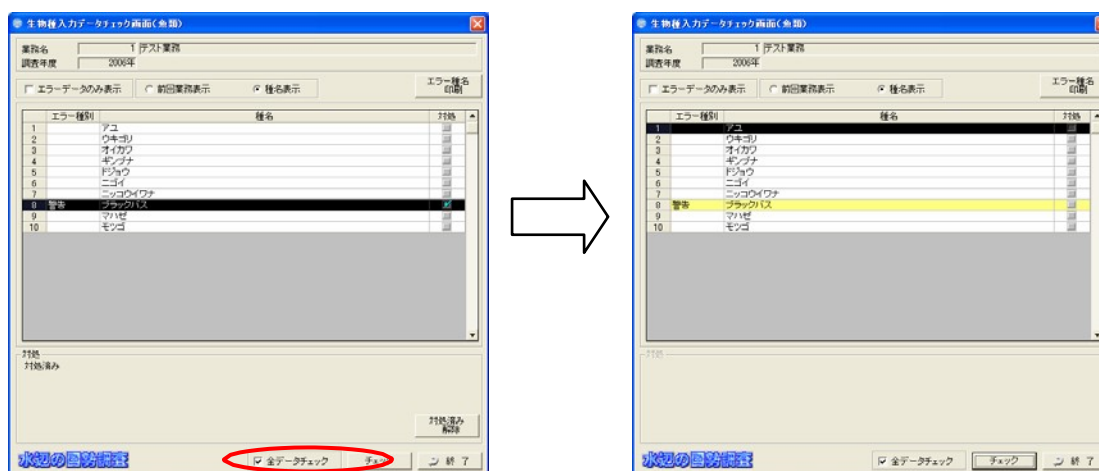 生物種入力データチェック画面(魚類)
業務名 1 テスト業務
調査年度 2006年
エラーデータのみ表示 前回業務表示 種名表示 エラー種名印刷
エラー種別 種名 対処
1 アユ
2 ウキゴリ
3 オイカワ
4 ギンブナ
5 ドジョウ
6 ニゴイ
7 ニッコウイワナ
8 警告 ブラックバス
9 マハゼ
10 モツゴ
対処
対処済み
対処済み解除
水辺の国勢調査 全データチェック チェック 終了
生物種入力データチェック画面(魚類)
業務名 1 テスト業務
調査年度 2006年
エラーデータのみ表示 前回業務表示 種名表示 エラー種名印刷
エラー種別 種名 対処
1 アユ
2 ウキゴリ
3 オイカワ
4 ギンブナ
5 ドジョウ
6 ニゴイ
7 ニッコウイワナ
8 警告 ブラックバス
9 マハゼ
10 モツゴ
対処
水辺の国勢調査 全データチェック チェック 終了